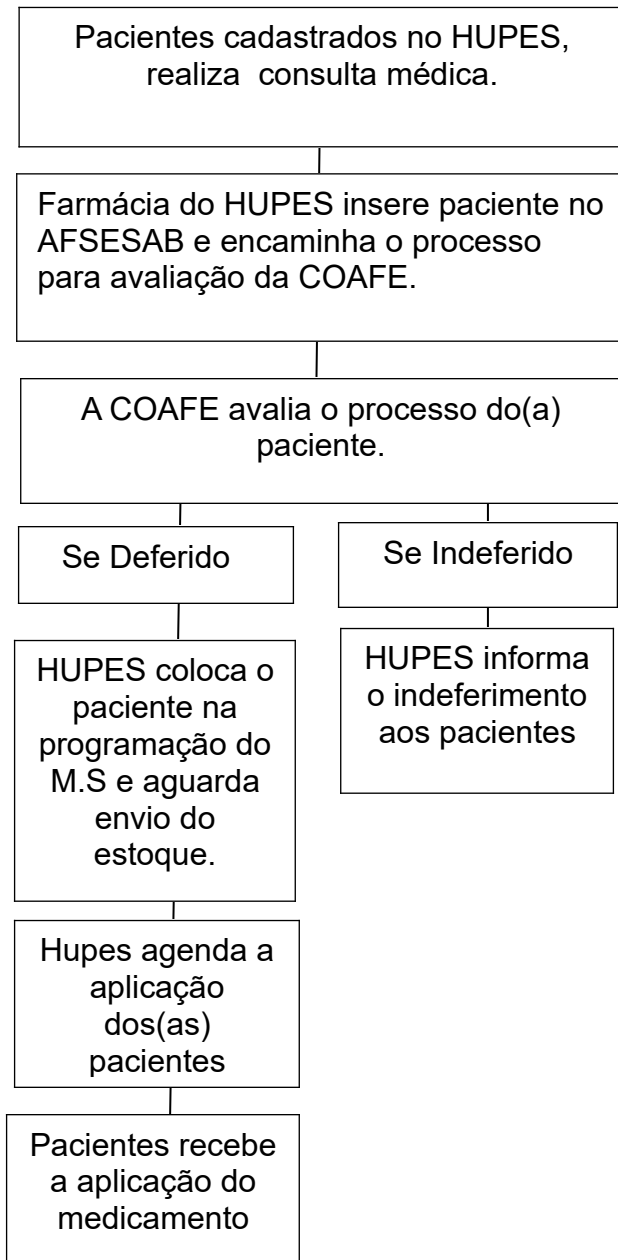 Pacientes cadastrados no HUPES,
realiza consulta médica.
Farmácia do HUPES insere paciente no
AFSESAB e encaminha o processo
para avaliação da COAFE.
A COAFE avalia o processo do(a)
paciente.
Se Deferido
Se Indeferido
HUPES coloca o
paciente na
programação do
M.S e aguarda
envio do
estoque.
HUPES informa
o indeferimento
aos pacientes
Hupes agenda a
aplicação
dos(as)
pacientes
Pacientes recebe
a aplicação do
medicamento